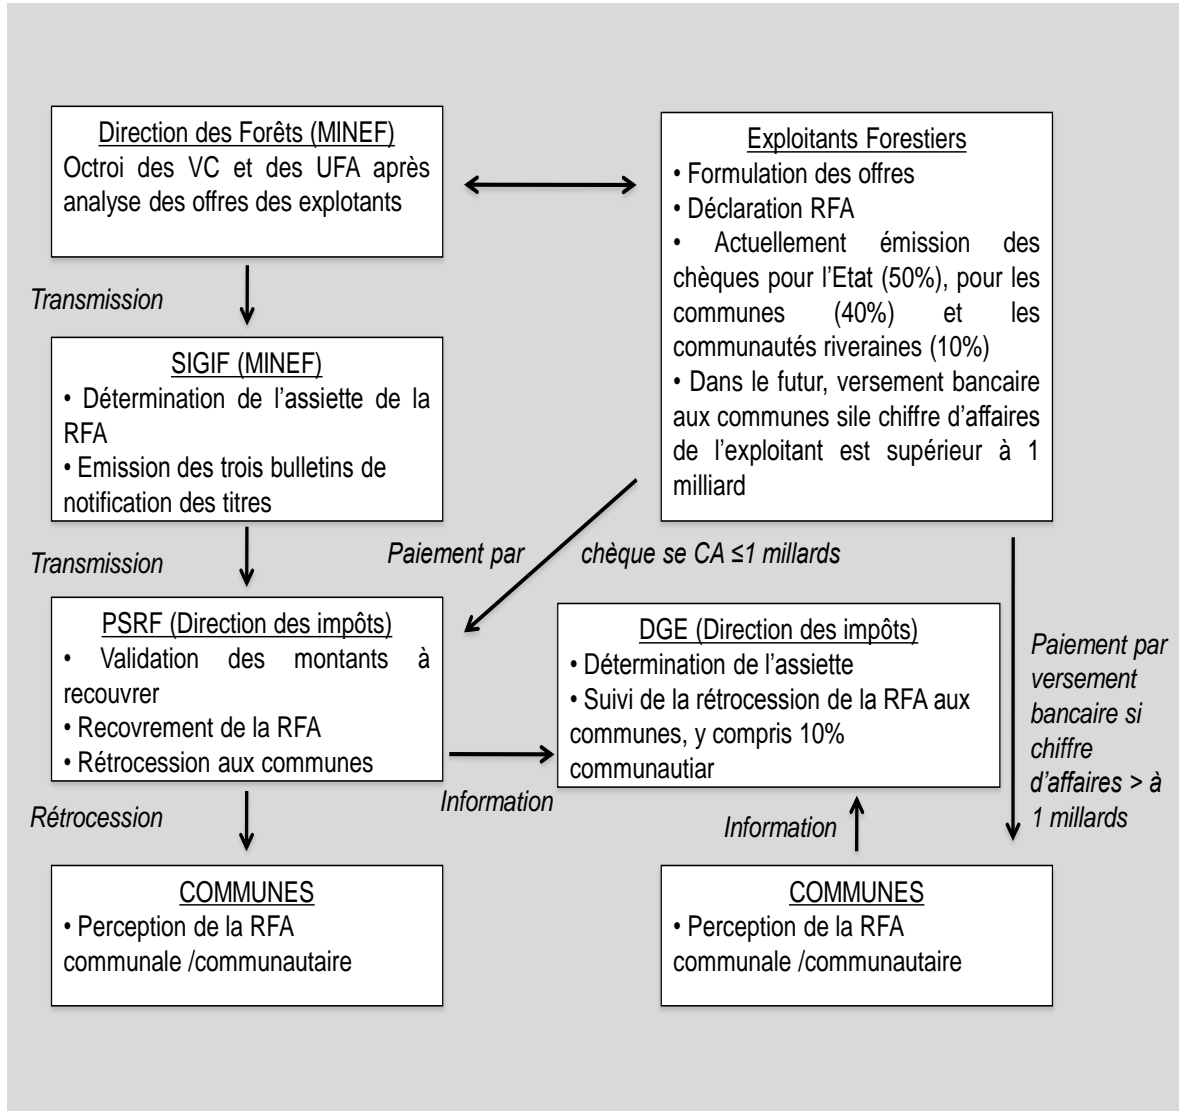 Direction des Forêts (MINEF)
Octroi des VC et des UFA après
analyse des offres des explotants
Exploitants Forestiers
• Formulation des offres
• Déclaration RFA
• Actuellement émission des
chèques pour l'Etat (50%), pour les
communes (40%) et les
communautés riveraines (10%)
• Dans le futur, versement bancaire
aux communes sile chiffre d'affaires
de l'exploitant est supérieur à 1
milliard
Transmission
SIGIF (MINEF)
• Détermination de l'assiette de la
RFA
• Emission des trois bulletins de
notification des titres
Transmission
Paiement par chèque se CA ≤1 millards
PSRF (Direction des impôts)
• Validation des montants à
recouvrer
• Recovrement de la RFA
• Rétrocession aux communes
DGE (Direction des impôts)
• Détermination de l'assiette
• Suivi de la rétrocession de la RFA aux
communes, y compris 10%
communautiar
Paiement par
versement
bancaire si
chiffre
d'affaires > à
1 millards
Rétrocession
Information
Information
COMMUNES
• Perception de la RFA
communale /communautaire
COMMUNES
• Perception de la RFA
communale /communautaire